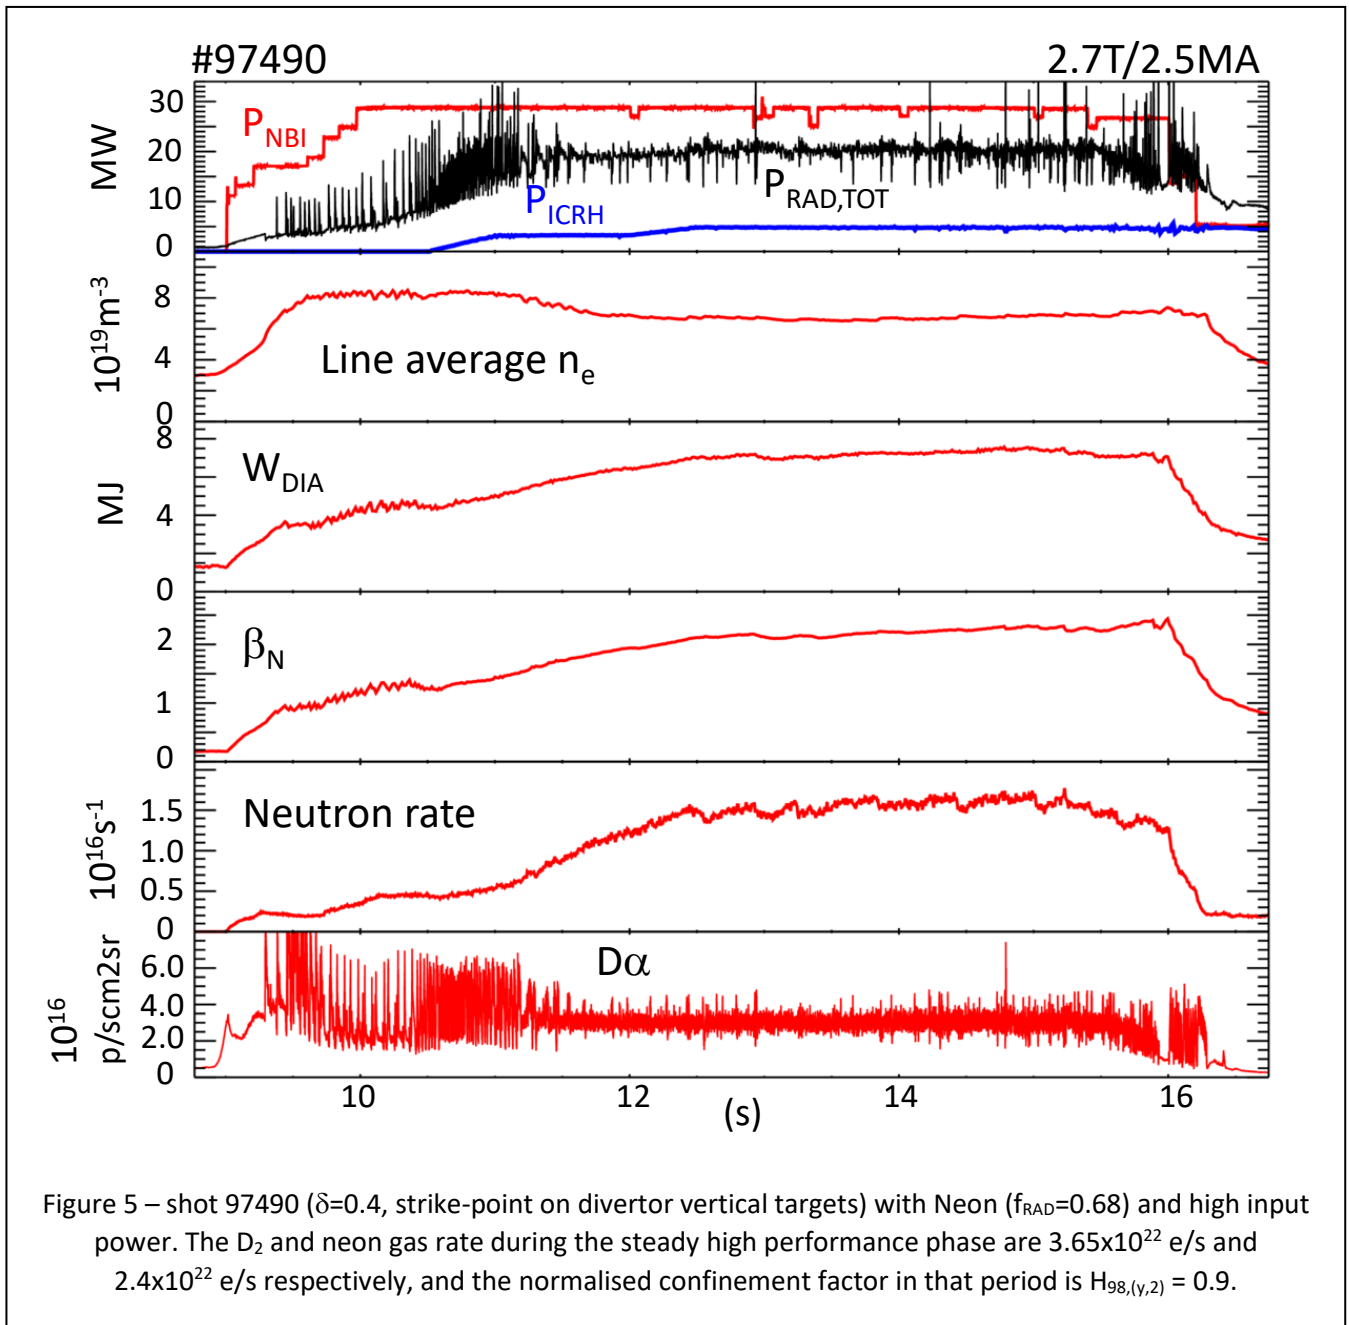 #97490 2.7T/2.5MA
MW
30
20
10
0
P_NBI
P_ICRH
P_RAD,TOT
10^19 m^-3
8
4
0
Line average n_e
MJ
8
4
0
W_DIA
2
1
0
β_N
10^16 s^-1
1.5
1.0
0.5
0
Neutron rate
10^16
p/scm2sr
6.0
4.0
2.0
0
Dα
10 12 14 16
(s)
Figure 5 – shot 97490 (δ=0.4, strike-point on divertor vertical targets) with Neon (f_RAD=0.68) and high input
power. The D₂ and neon gas rate during the steady high performance phase are 3.65x10^22 e/s and
2.4x10^22 e/s respectively, and the normalised confinement factor in that period is H_98,(y,2) = 0.9.